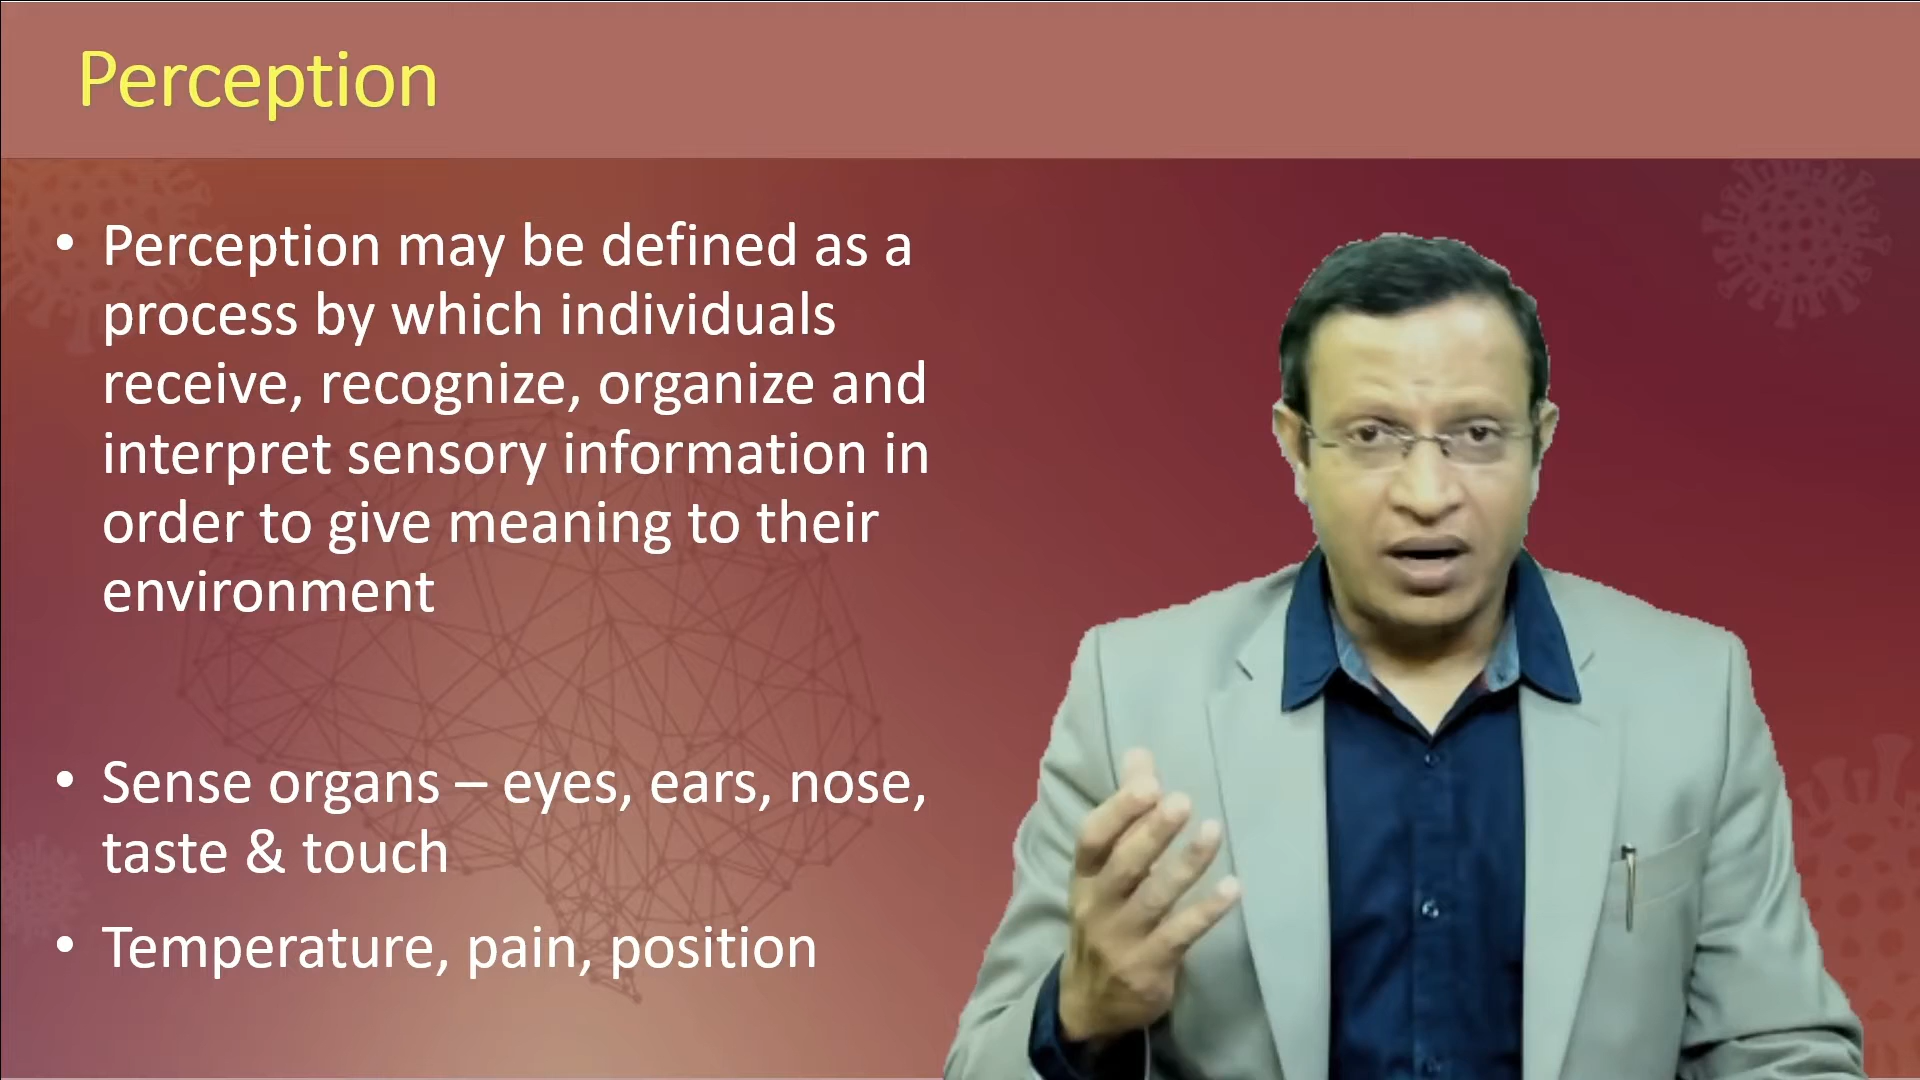 Perception
• Perception may be defined as a
process by which individuals
receive, recognize, organize and
interpret sensory information in
order to give meaning to their
environment
• Sense organs – eyes, ears, nose,
taste & touch
• Temperature, pain, position